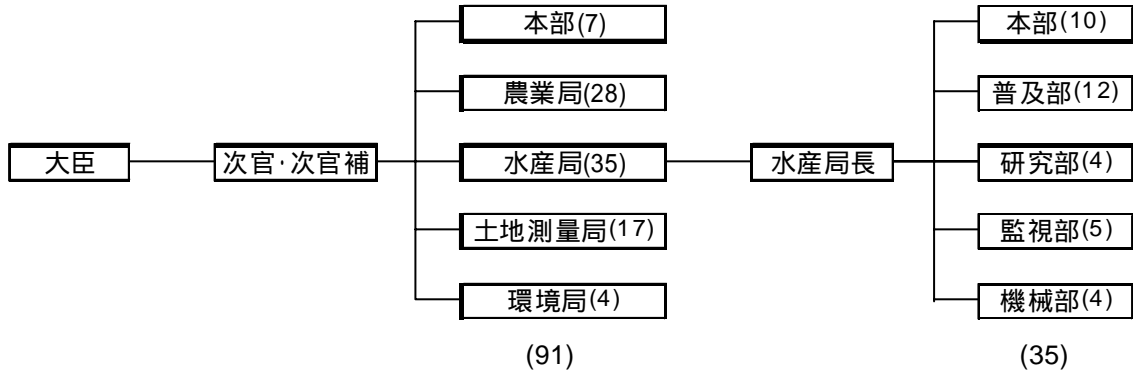 大臣
次官・次官補
本部(7)
農業局(28)
水産局(35)
土地測量局(17)
環境局(4)
(91)
水産局長
本部(10)
普及部(12)
研究部(4)
監視部(5)
機械部(4)
(35)